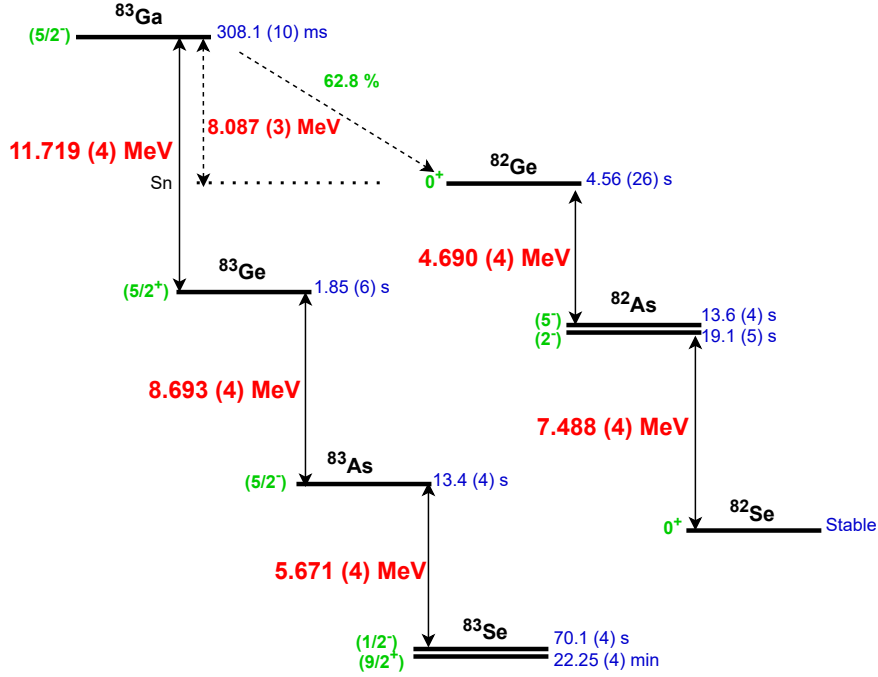 ⁸³Ga
(5/2⁻) 308.1 (10) ms
62.8 %
8.087 (3) MeV
11.719 (4) MeV
Sn
⁸²Ge
0⁺ 4.56 (26) s
4.690 (4) MeV
⁸³Ge
(5/2⁺) 1.85 (6) s
⁸²As
(5⁻) 13.6 (4) s
(2⁻) 19.1 (5) s
8.693 (4) MeV
7.488 (4) MeV
⁸³As
(5/2⁻) 13.4 (4) s
⁸²Se
0⁺ Stable
5.671 (4) MeV
⁸³Se
(1/2⁻) 70.1 (4) s
(9/2⁺) 22.25 (4) min